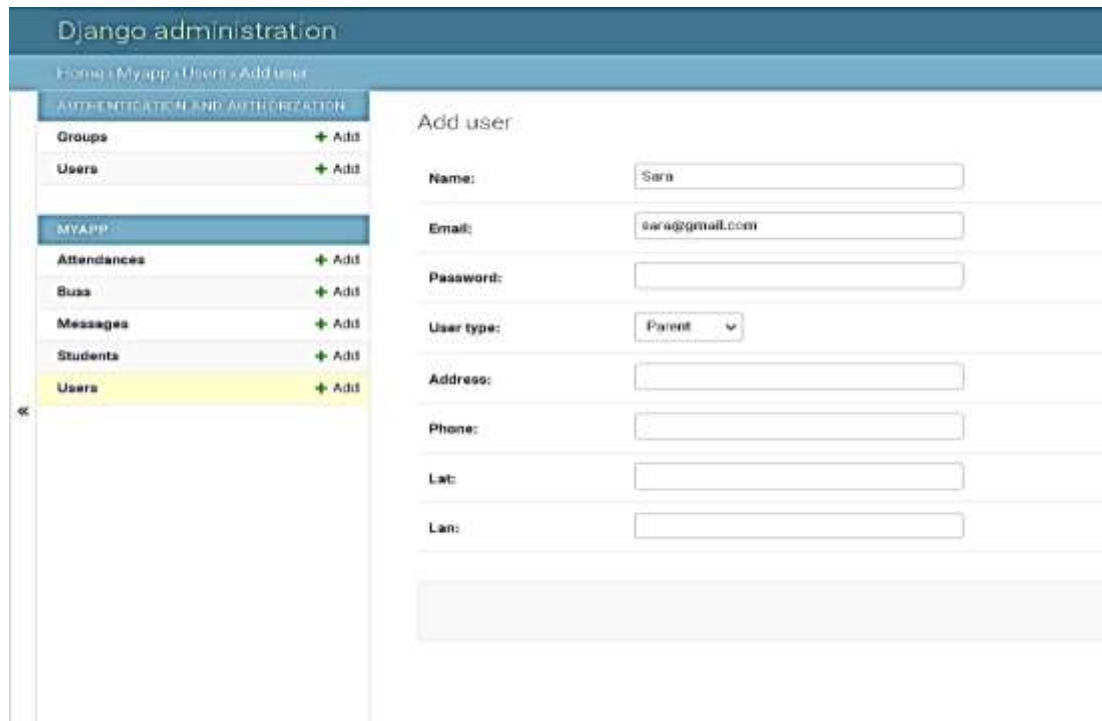 Django administration
Home › Myapp › Users › Add user
AUTHENTICATION AND AUTHORIZATION
Groups + Add
Users + Add
MYAPP
Attendances + Add
Buss + Add
Messages + Add
Students + Add
Users + Add
«
Add user
Name: Sara
Email: sara@gmail.com
Password:
User type: Parent
Address:
Phone:
Lat:
Lan: